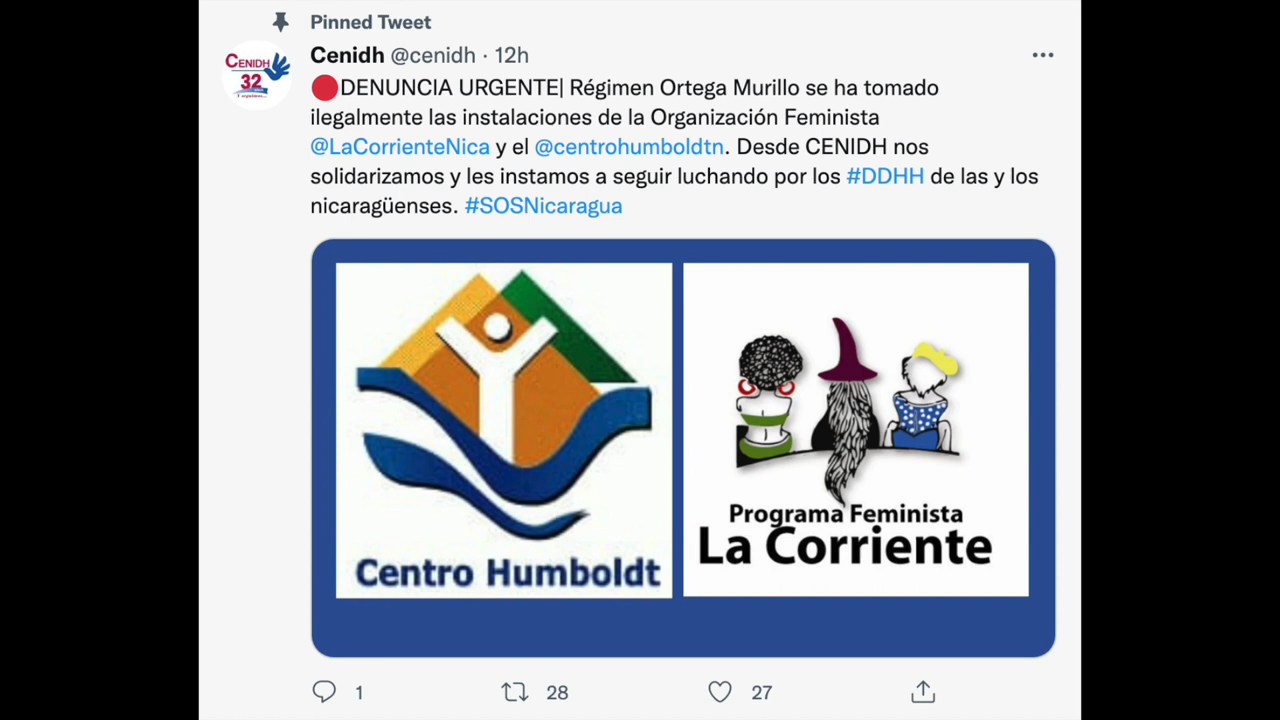 Pinned Tweet
Cenidh @cenidh · 12h
🔴DENUNCIA URGENTE| Régimen Ortega Murillo se ha tomado
ilegalmente las instalaciones de la Organización Feminista
@LaCorrienteNica y el @centrohumboldtn. Desde CENIDH nos
solidarizamos y les instamos a seguir luchando por los #DDHH de las y los
nicaragüenses. #SOSNicaragua
CENIDH
32
Centro Humboldt
Programa Feminista
La Corriente
1 28 27